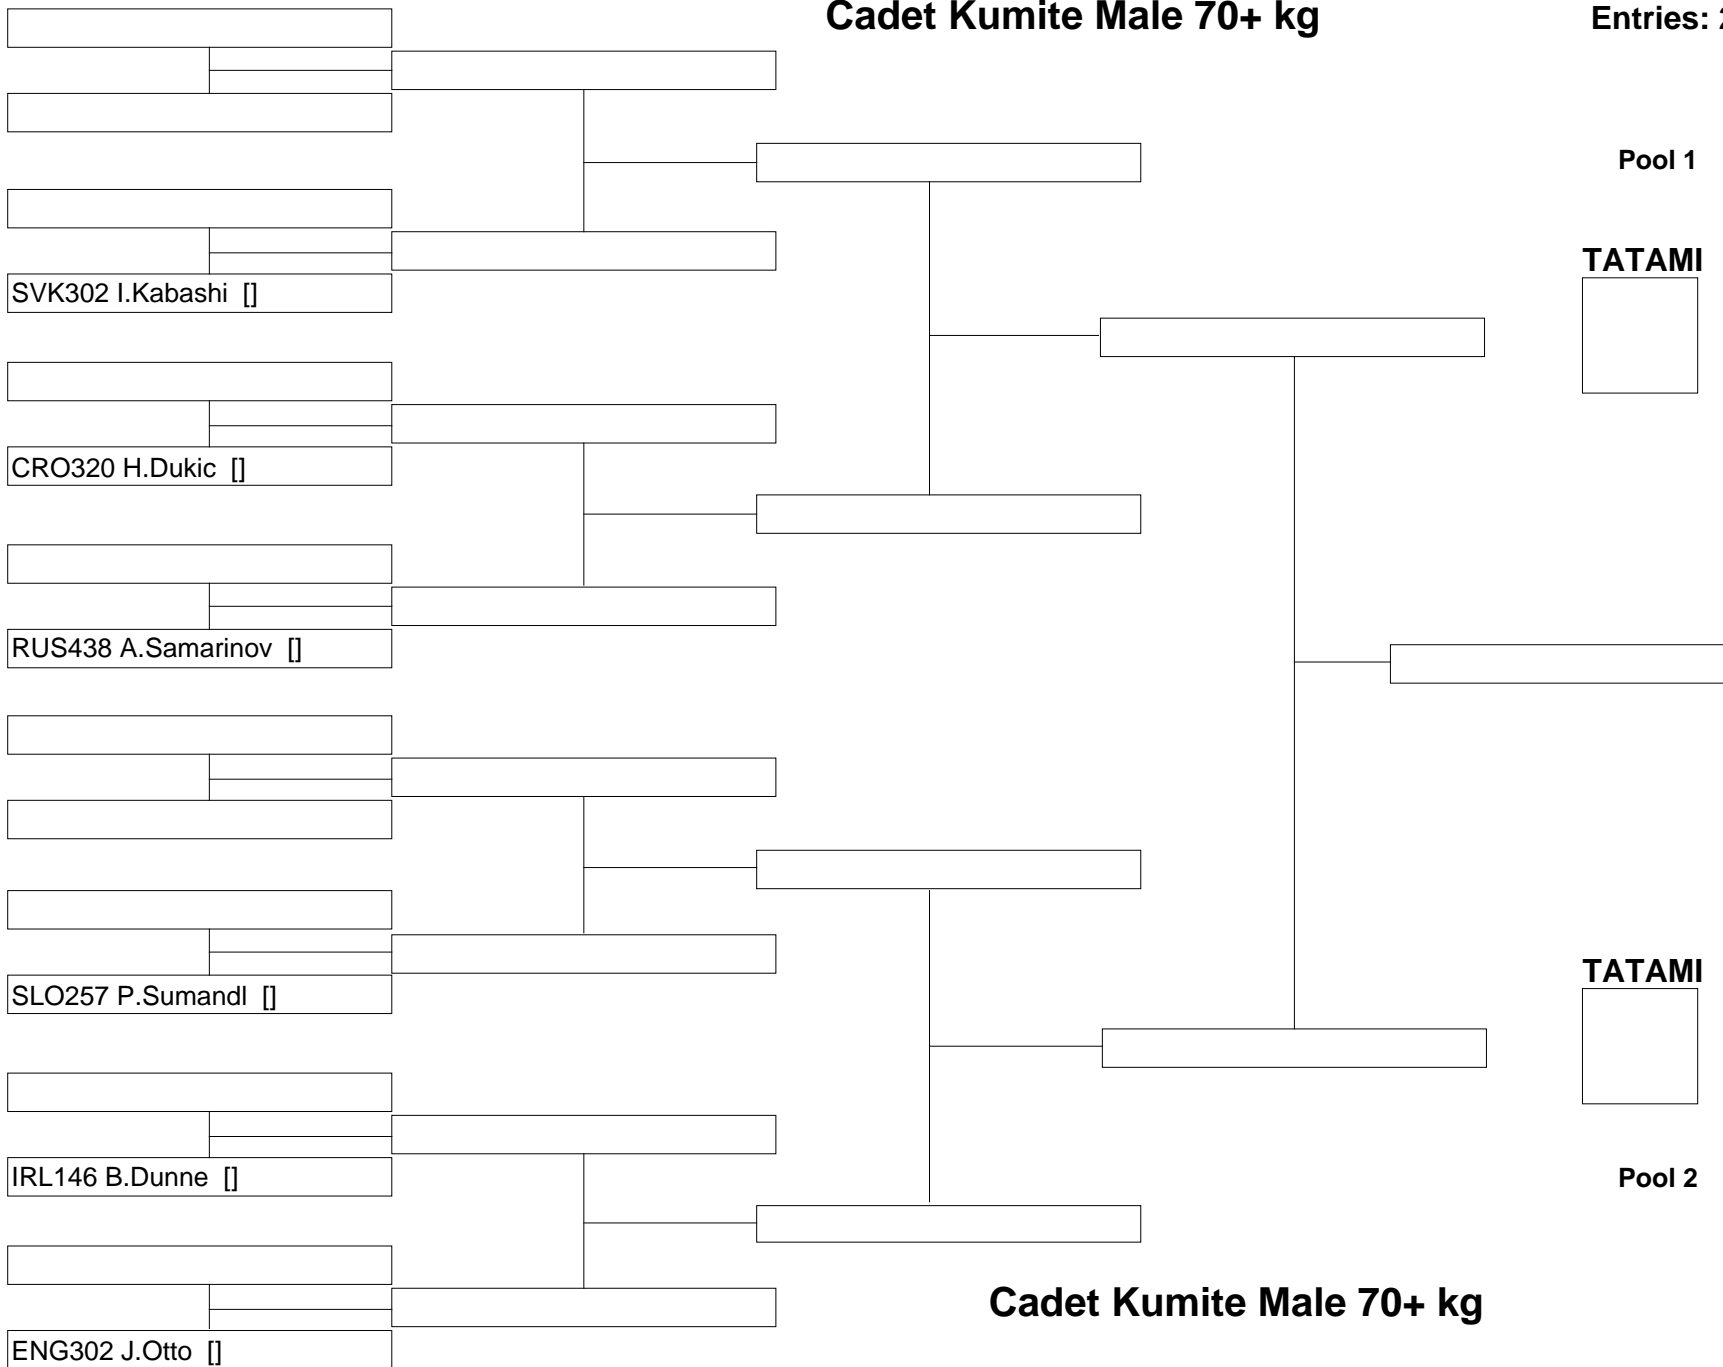 Cadet Kumite Male 70+ kg
Entries: 2
Pool 1
TATAMI
SVK302 I.Kabashi []
CRO320 H.Dukic []
RUS438 A.Samarinov []
SLO257 P.Sumandl []
TATAMI
IRL146 B.Dunne []
Pool 2
Cadet Kumite Male 70+ kg
ENG302 J.Otto []